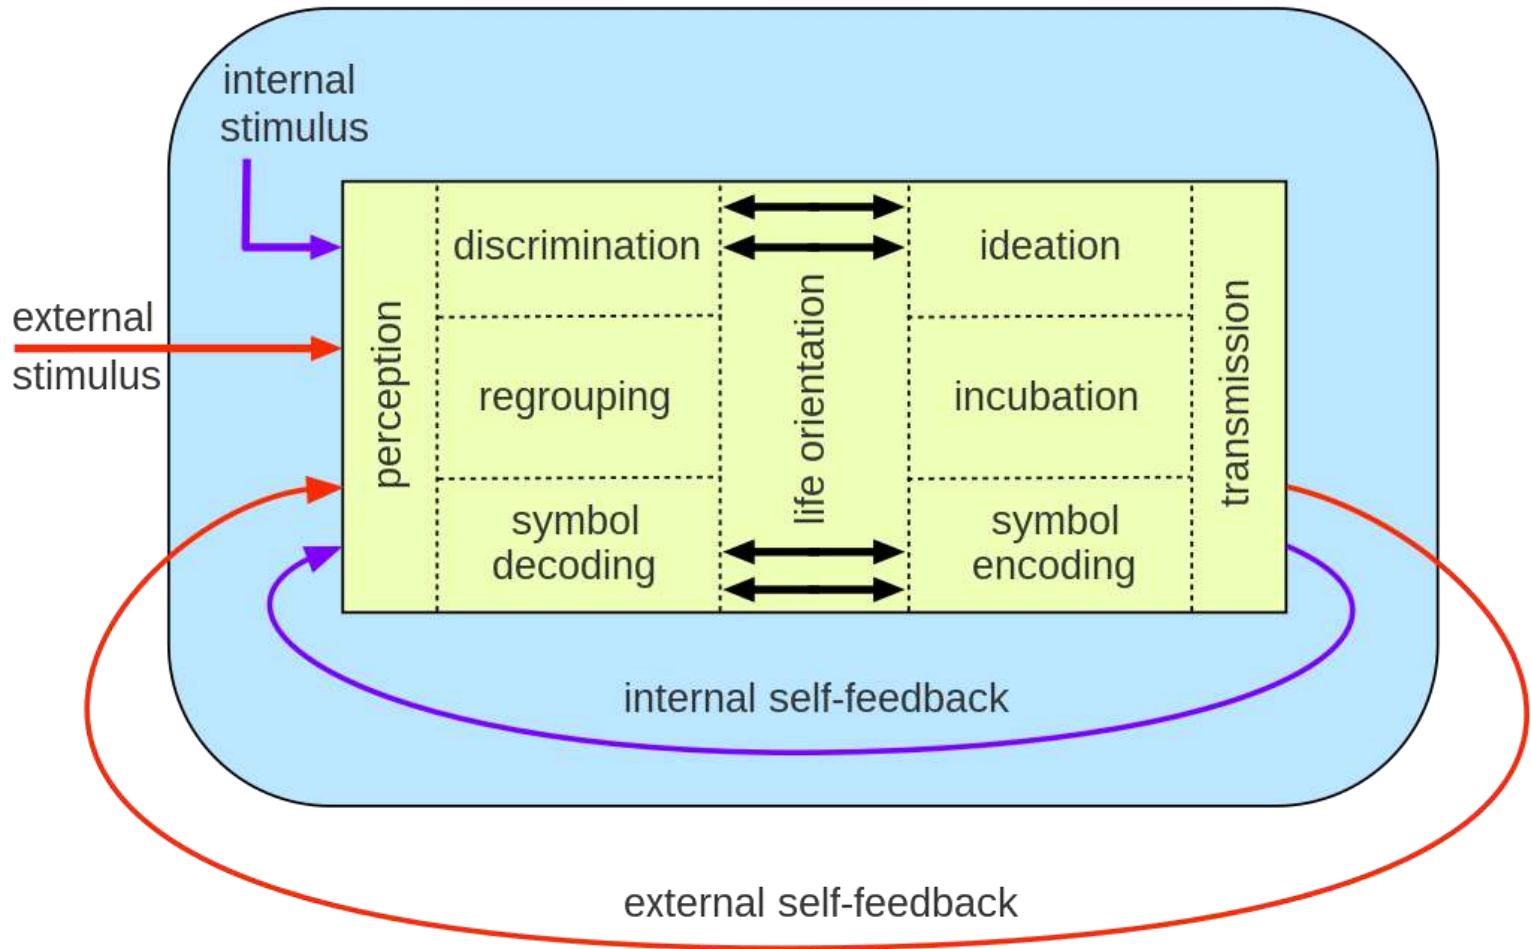 internal
stimulus
external
stimulus
perception
discrimination
regrouping
symbol
decoding
life orientation
ideation
incubation
symbol
encoding
transmission
internal self-feedback
external self-feedback